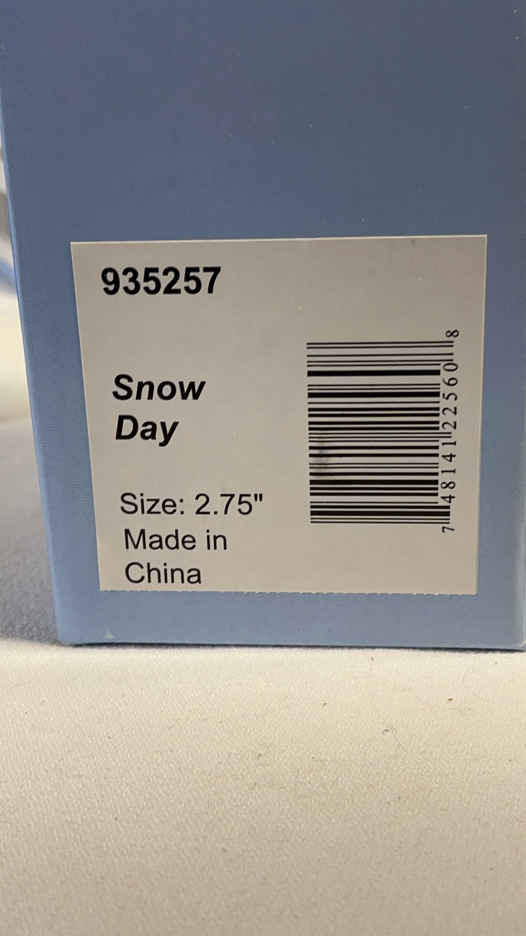 935257
Snow
Day
Size: 2.75"
Made in
China
7 48141 22560 8